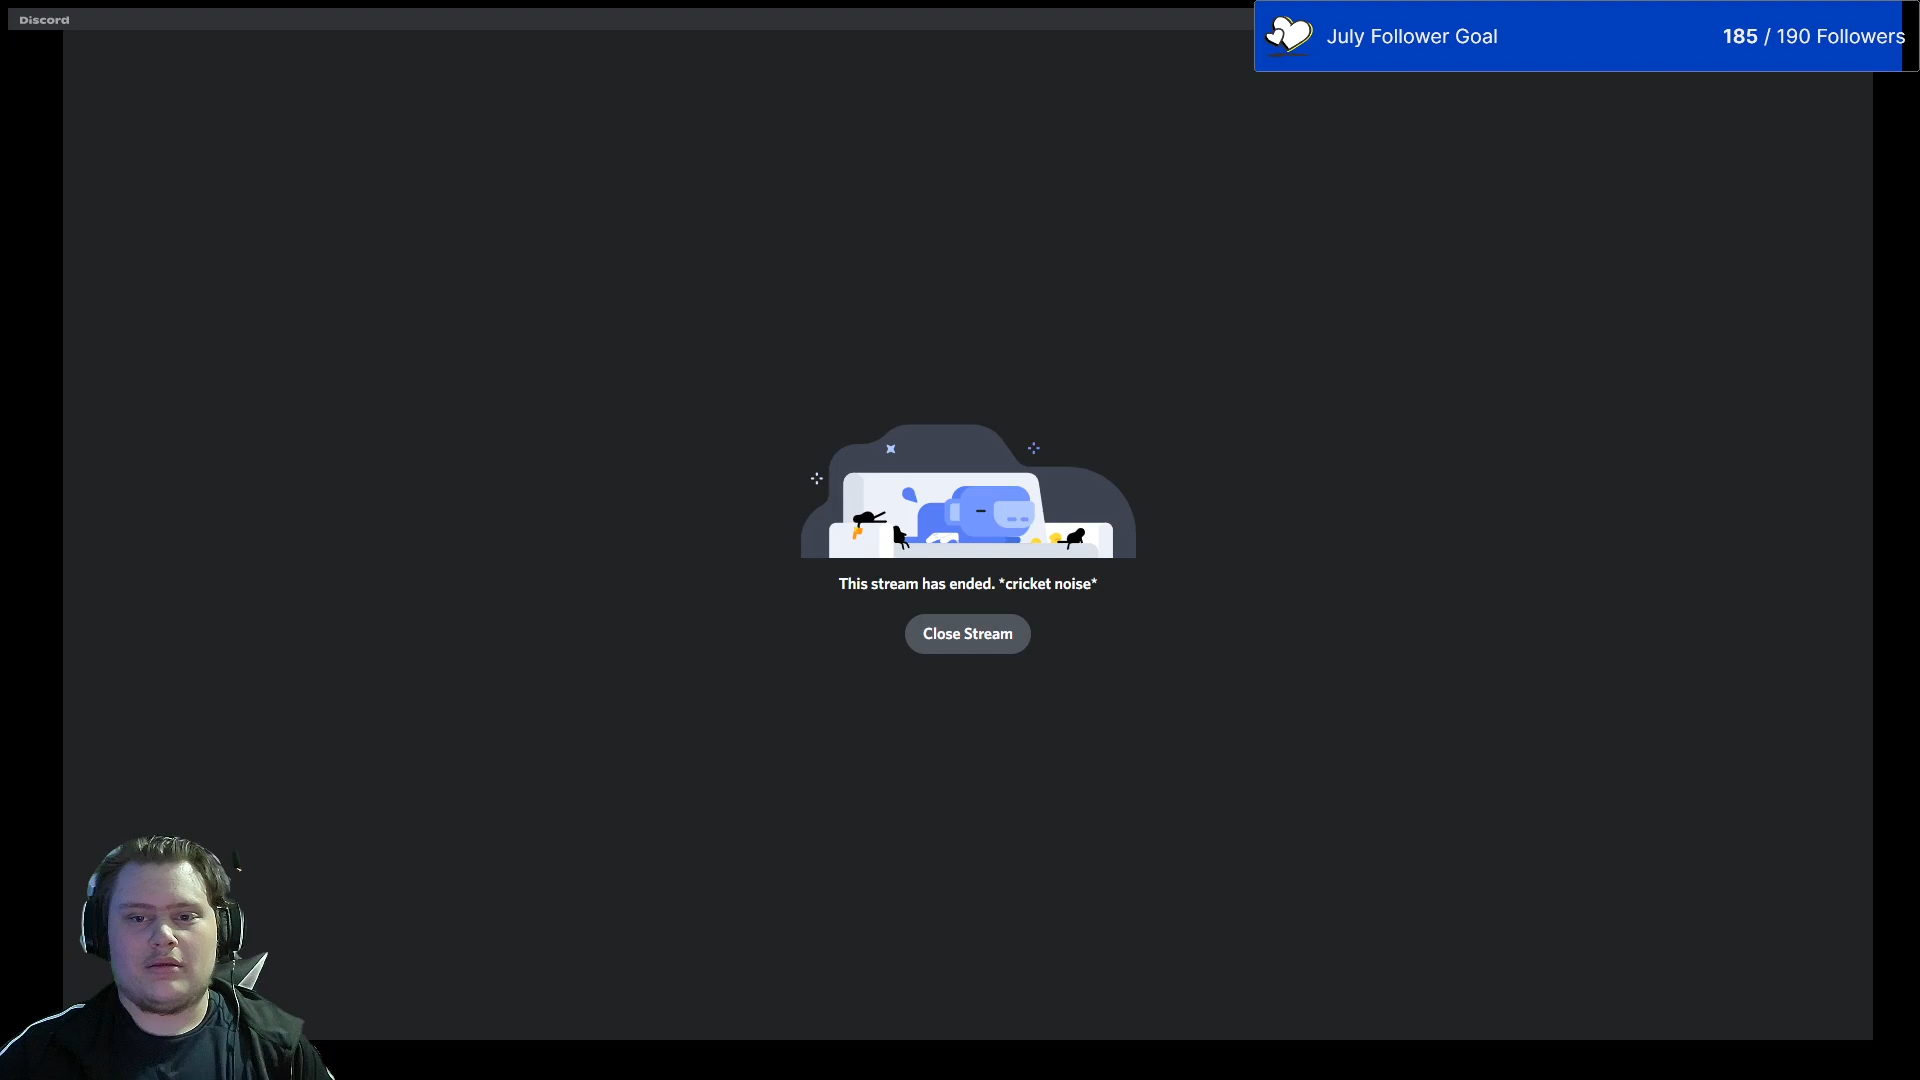 Discord
July Follower Goal 185 / 190 Followers
This stream has ended. *cricket noise*
Close Stream